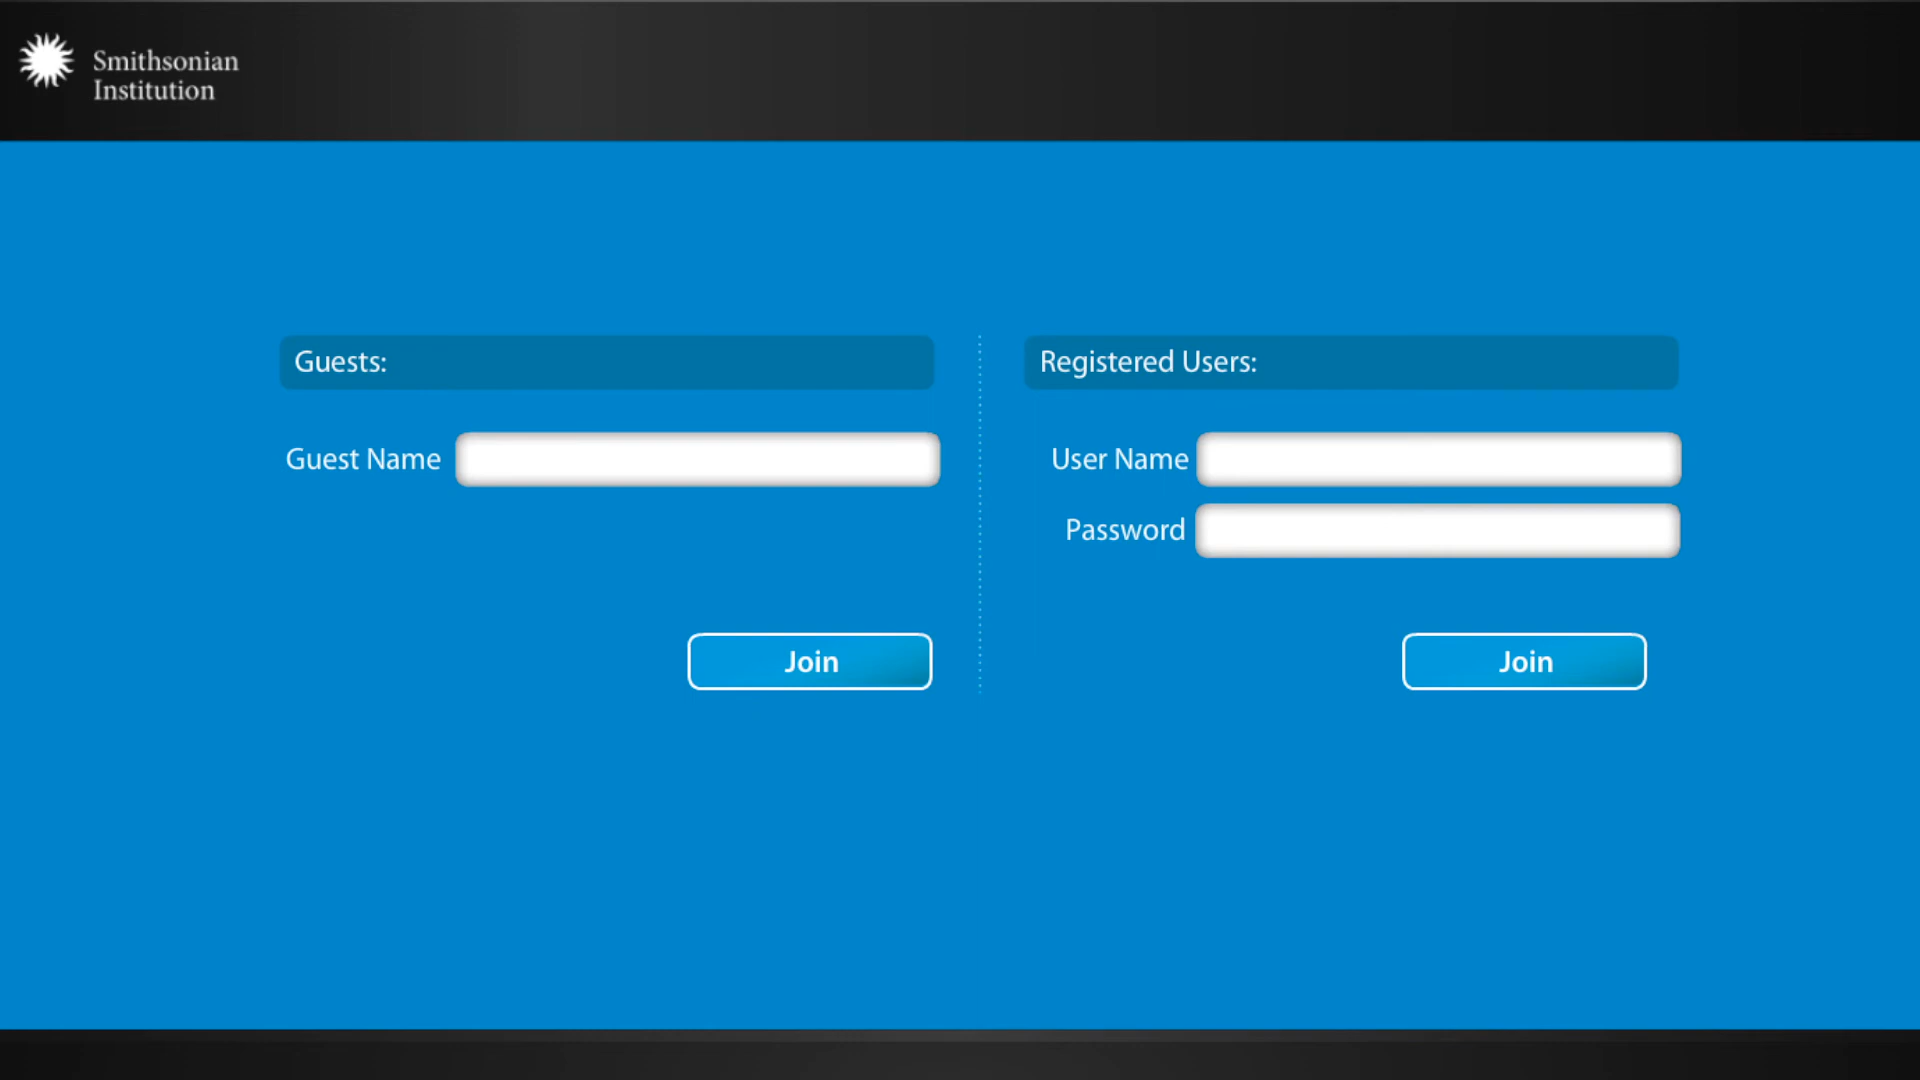 Smithsonian
Institution
Guests:
Guest Name
Join
Registered Users:
User Name
Password
Join